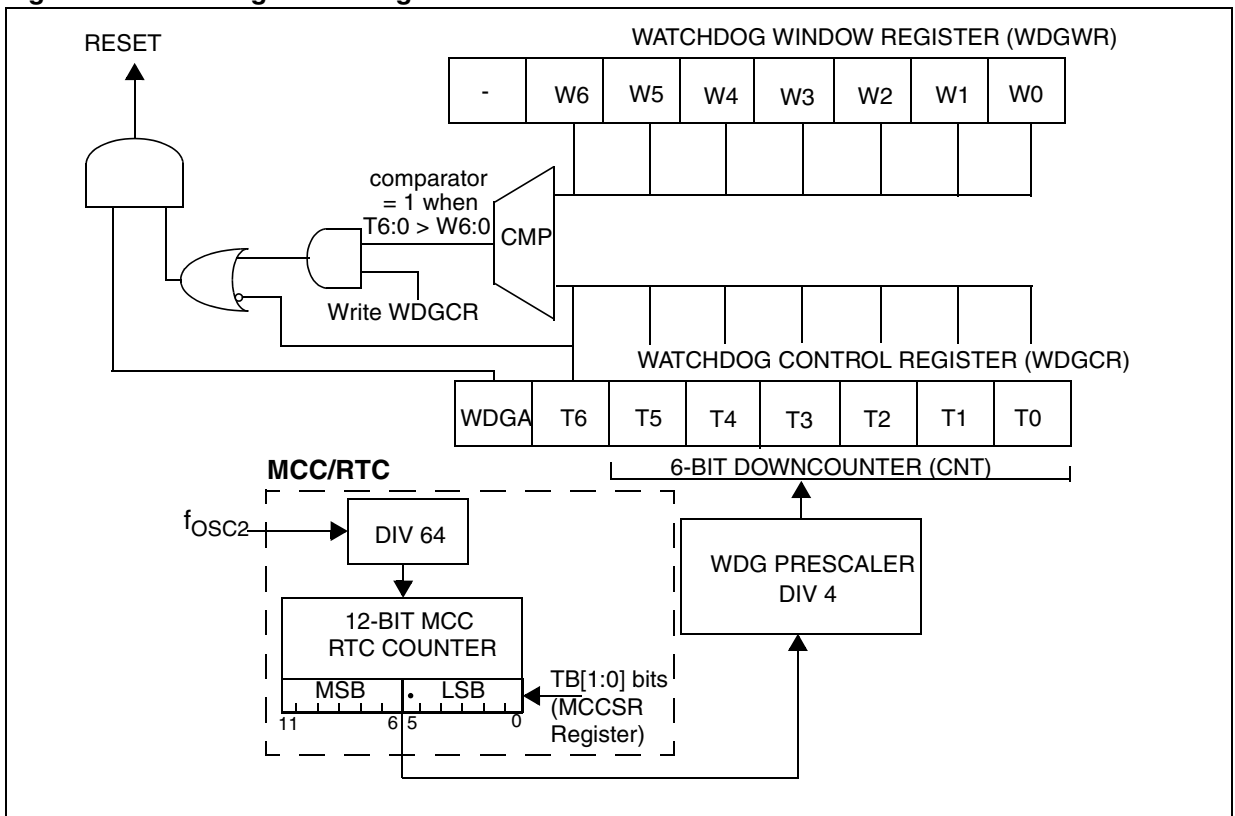 RESET
WATCHDOG WINDOW REGISTER (WDGWR)
- W6 W5 W4 W3 W2 W1 W0
comparator
= 1 when
T6:0 > W6:0
CMP
Write WDGCR
WATCHDOG CONTROL REGISTER (WDGCR)
WDGA T6 T5 T4 T3 T2 T1 T0
6-BIT DOWNCOUNTER (CNT)
MCC/RTC
fOSC2
DIV 64
WDG PRESCALER
DIV 4
12-BIT MCC
RTC COUNTER
MSB LSB
11 6 5 0
TB[1:0] bits
(MCCSR
Register)